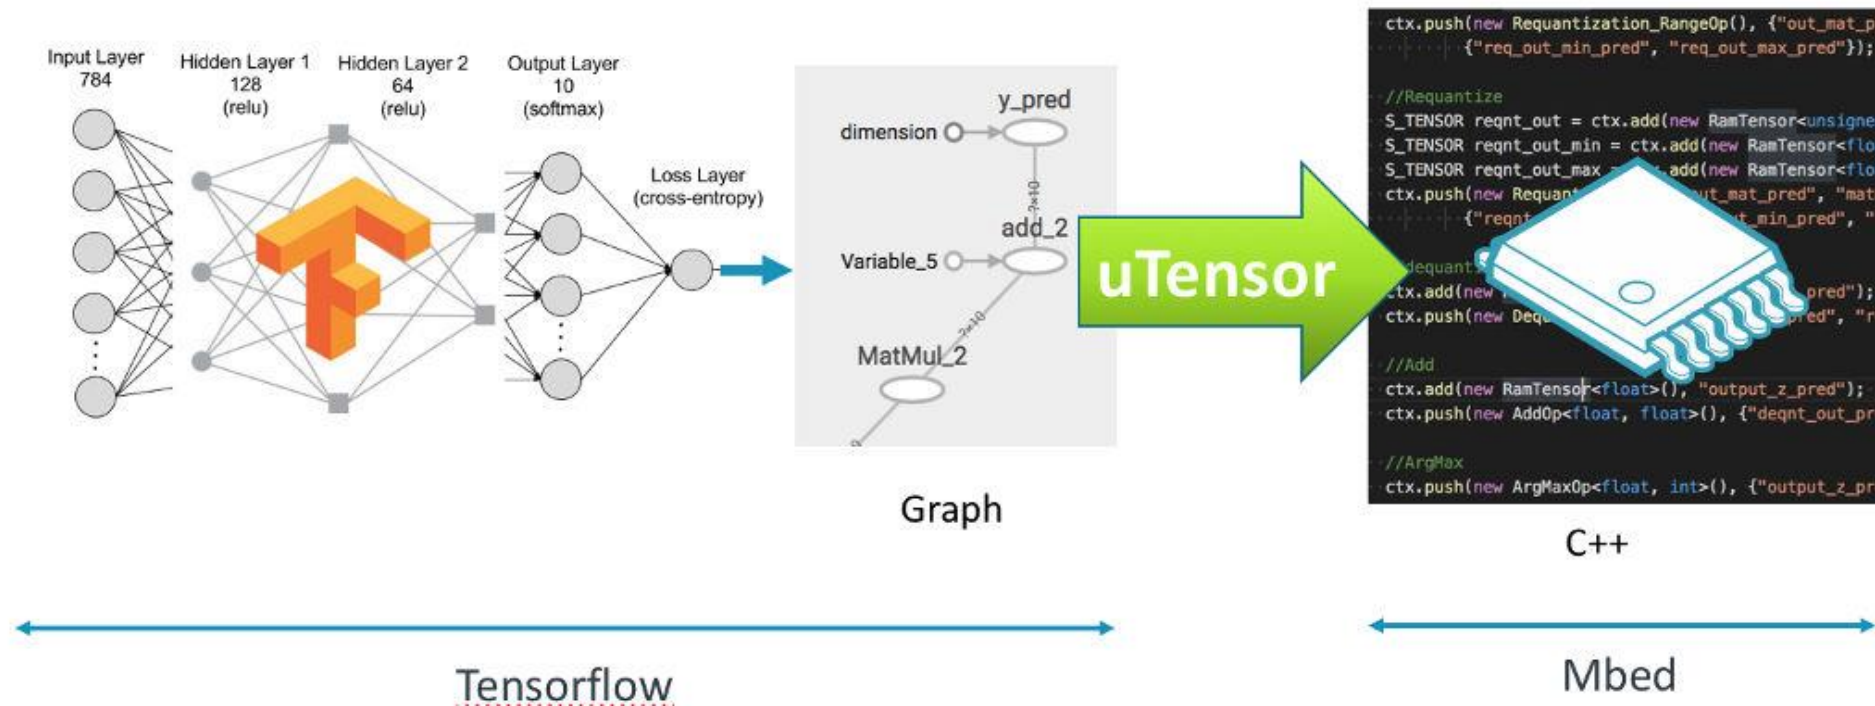 Input Layer
784
Hidden Layer 1
128
(relu)
Hidden Layer 2
64
(relu)
Output Layer
10
(softmax)
Loss Layer
(cross-entropy)
y_pred
dimension
?×10
add_2
Variable_5
?×10
MatMul_2
Graph
uTensor
ctx.push(new Requantization_RangeOp(), {"out_mat_p
{"req_out_min_pred", "req_out_max_pred"});
//Requantize
S_TENSOR reqnt_out = ctx.add(new RamTensor<unsigne
S_TENSOR reqnt_out_min = ctx.add(new RamTensor<flo
S_TENSOR reqnt_out_max add(new RamTensor<flo
ctx.push(new Requan ut_mat_pred", "mat
{"reqnt t_min_pred", "
dequant
ctx.add(new pred");
ctx.push(new Deq red", "r
//Add
ctx.add(new RamTensor<float>(), "output_z_pred");
ctx.push(new AddOp<float, float>(), {"deqnt_out_pr
//ArgMax
ctx.push(new ArgMaxOp<float, int>(), {"output_z_pr
C++
Tensorflow
Mbed